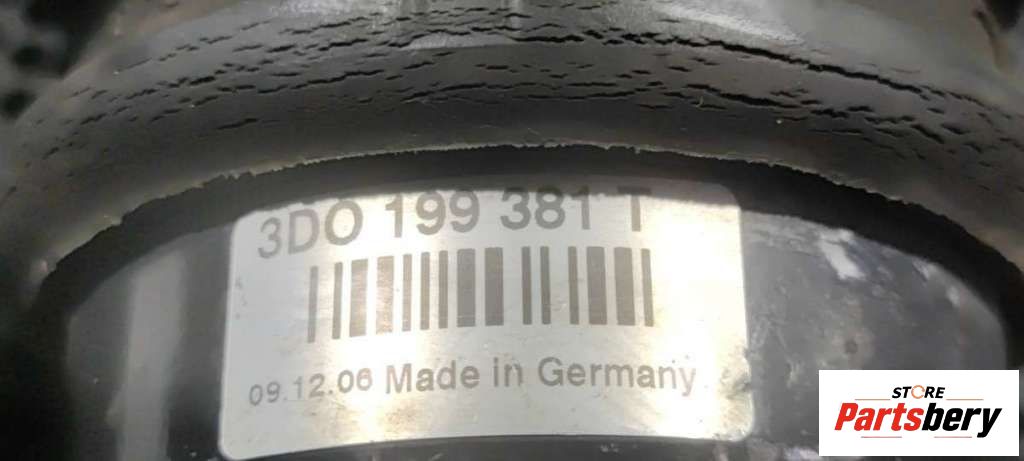 3DO 199 381 T
09.12.06 Made in Germany
STORE
Partsbery